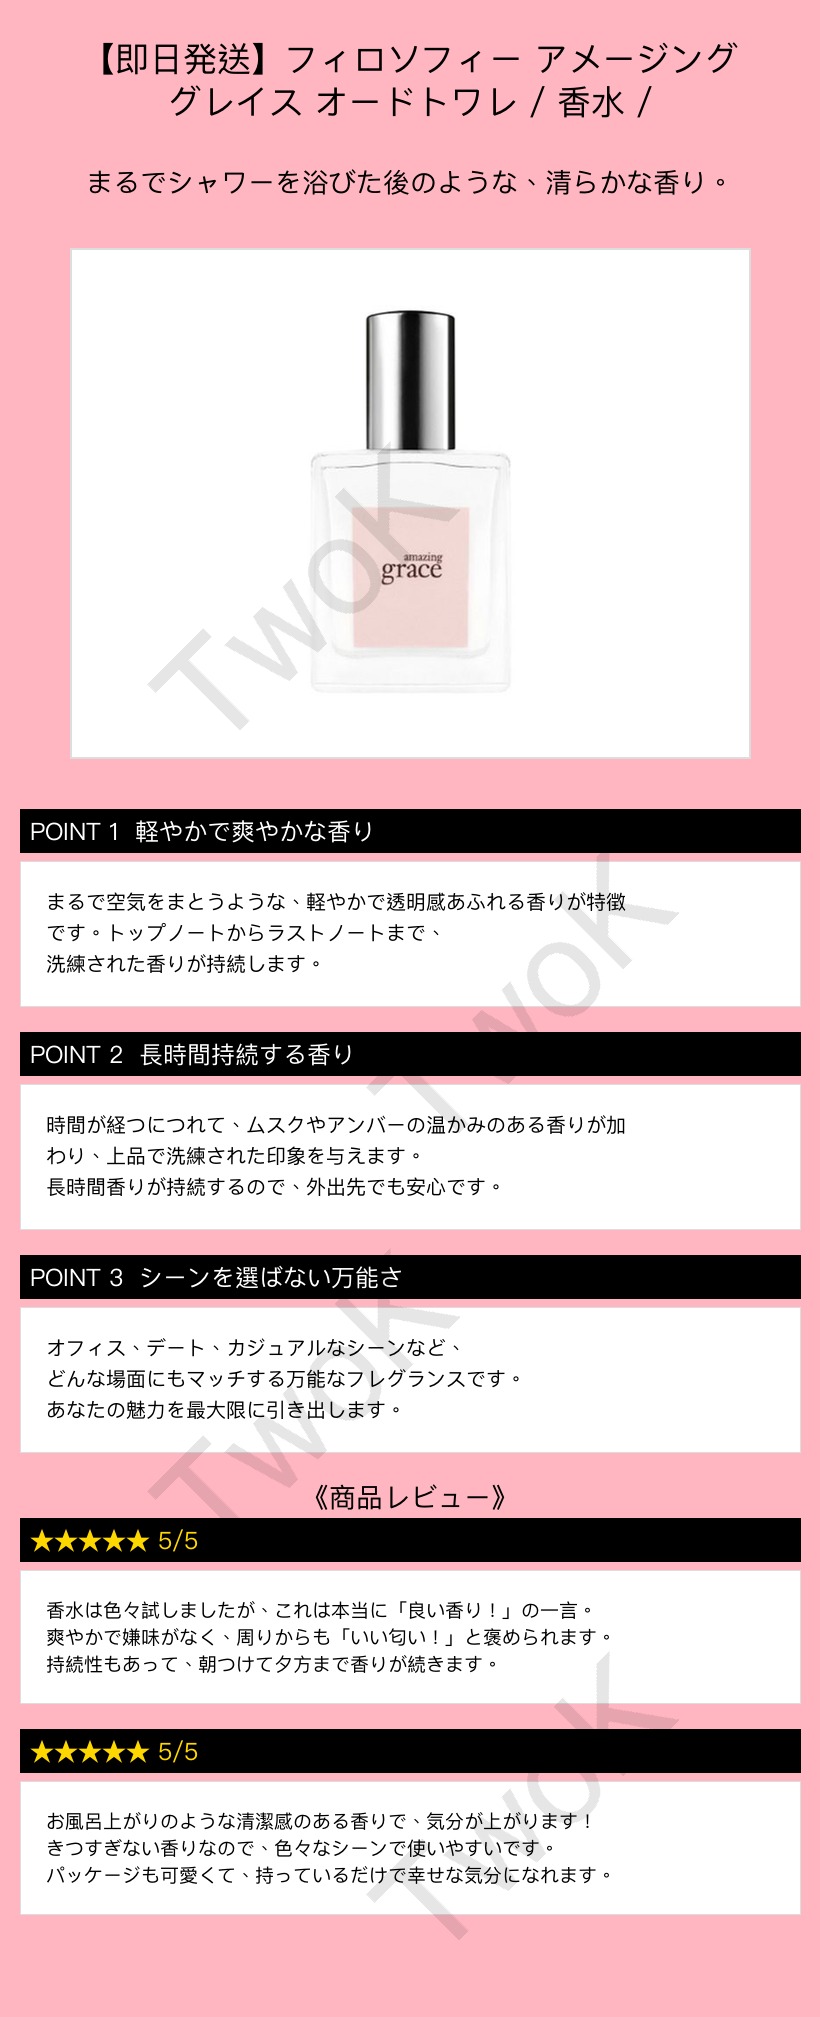 【即日発送】フィロソフィー アメージング
グレイス オードトワレ / 香水 /
まるでシャワーを浴びた後のような、清らかな香り。
amazing
grace
TwoK
POINT 1 軽やかで爽やかな香り
まるで空気をまとうような、軽やかで透明感あふれる香りが特徴
です。トップノートからラストノートまで、
洗練された香りが持続します。
TwoK
POINT 2 長時間持続する香り
時間が経つにつれて、ムスクやアンバーの温かみのある香りが加
わり、上品で洗練された印象を与えます。
長時間香りが持続するので、外出先でも安心です。
POINT 3 シーンを選ばない万能さ
オフィス、デート、カジュアルなシーンなど、
どんな場面にもマッチする万能なフレグランスです。
あなたの魅力を最大限に引き出します。
TwoK
《商品レビュー》
★★★★★ 5/5
香水は色々試しましたが、これは本当に「良い香り！」の一言。
爽やかで嫌味がなく、周りからも「いい匂い！」と褒められます。
持続性もあって、朝つけて夕方まで香りが続きます。
★★★★★ 5/5
お風呂上がりのような清潔感のある香りで、気分が上がります！
きつすぎない香りなので、色々なシーンで使いやすいです。
パッケージも可愛くて、持っているだけで幸せな気分になれます。
TwoK